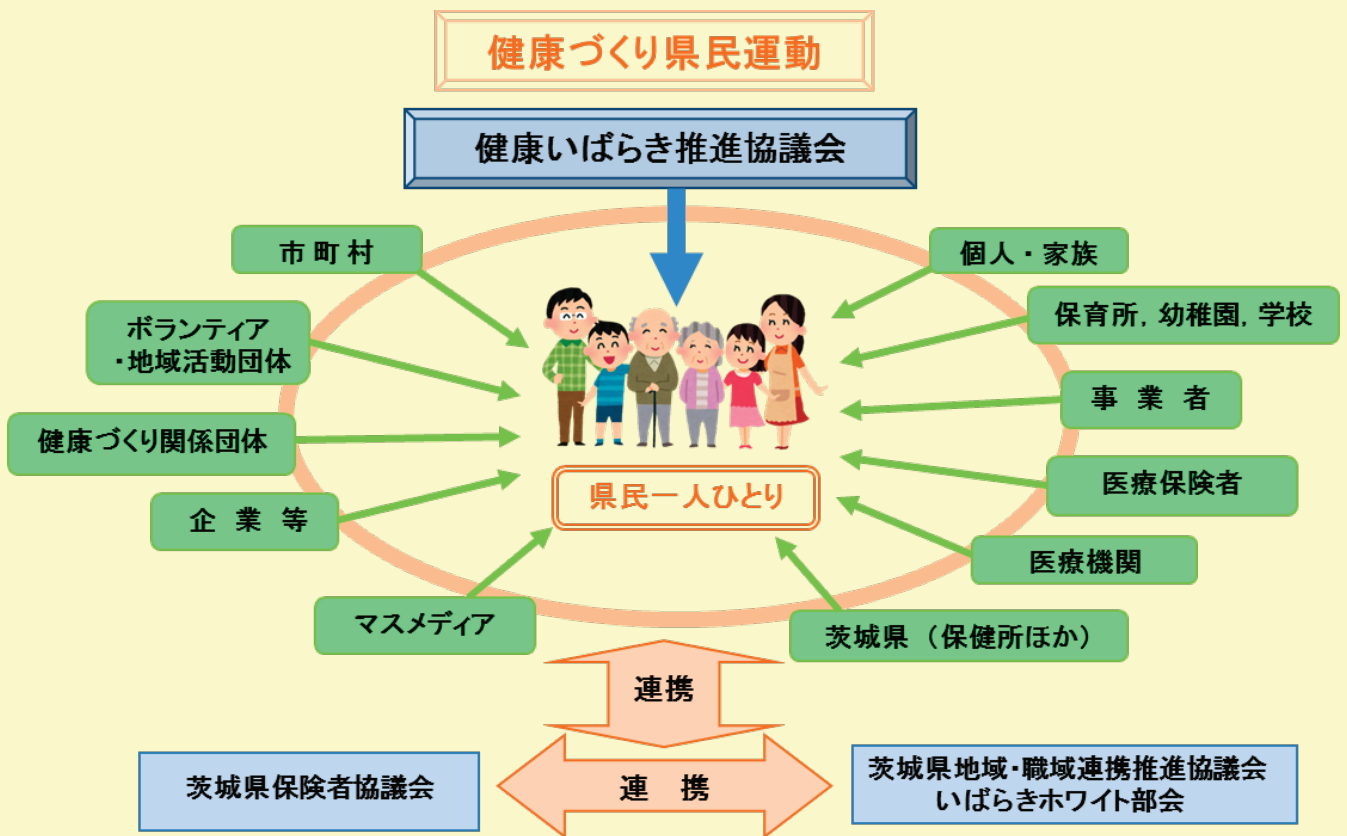 健康づくり県民運動
健康いばらき推進協議会
市町村
個人・家族
ボランティア
・地域活動団体
保育所,幼稚園,学校
事業者
健康づくり関係団体
医療保険者
企業等
県民一人ひとり
医療機関
マスメディア
茨城県（保健所ほか）
連携
茨城県保険者協議会
連携
茨城県地域・職域連携推進協議会
いばらきホワイト部会